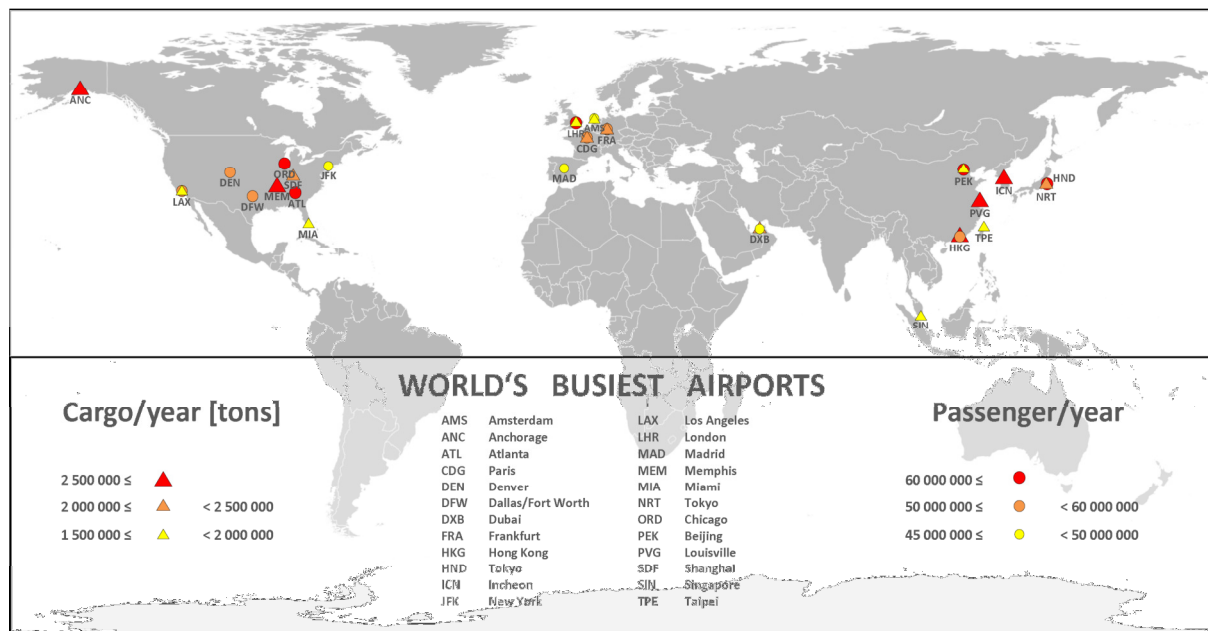 ANC
LHR
AMS
CDG
FRA
MAD
DEN
LAX
DFW
ORD
SDF
MEM
ATL
JFK
MIA
DXB
PEK
ICN
HND
NRT
PVG
HKG
TPE
SIN
WORLD'S BUSIEST AIRPORTS
Cargo/year [tons]
2 500 000 ≤
2 000 000 ≤ < 2 500 000
1 500 000 ≤ < 2 000 000
AMS Amsterdam
ANC Anchorage
ATL Atlanta
CDG Paris
DEN Denver
DFW Dallas/Fort Worth
DXB Dubai
FRA Frankfurt
HKG Hong Kong
HND Tokyo
ICN Incheon
JFK New York
LAX Los Angeles
LHR London
MAD Madrid
MEM Memphis
MIA Miami
NRT Tokyo
ORD Chicago
PEK Beijing
PVG Louisville
SDF Shanghai
SIN Singapore
TPE Taipei
Passenger/year
60 000 000 ≤
50 000 000 ≤ < 60 000 000
45 000 000 ≤ < 50 000 000